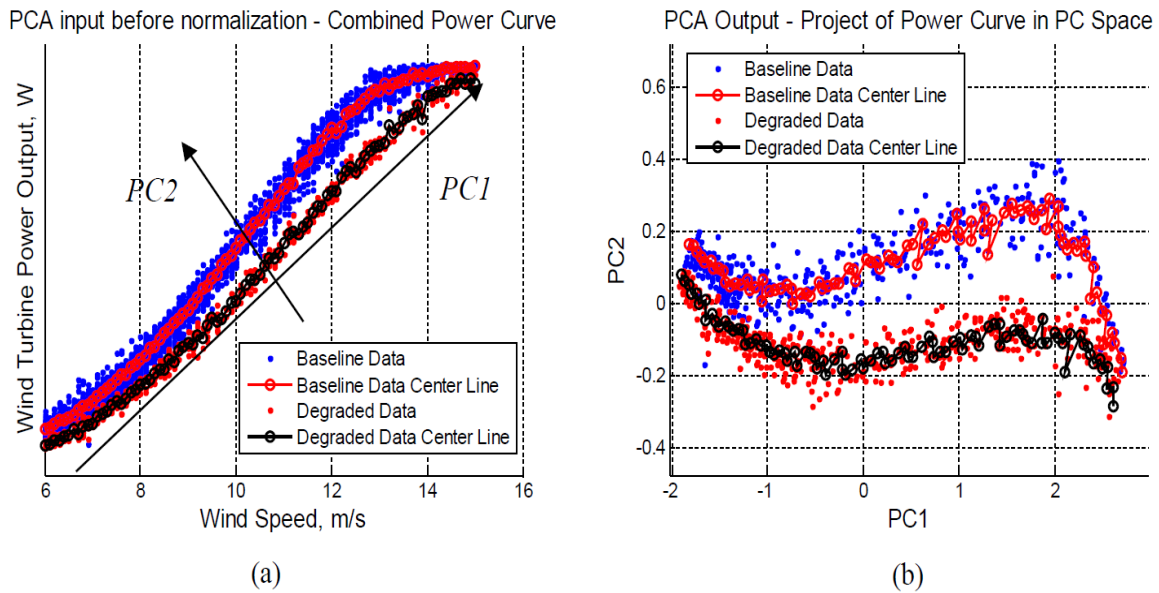 PCA input before normalization - Combined Power Curve
Wind Turbine Power Output, W
PC2
PC1
Baseline Data
Baseline Data Center Line
Degraded Data
Degraded Data Center Line
6
8
10
12
14
16
Wind Speed, m/s
(a)
PCA Output - Project of Power Curve in PC Space
Baseline Data
Baseline Data Center Line
Degraded Data
Degraded Data Center Line
PC2
0.6
0.4
0.2
0
-0.2
-0.4
-2
-1
0
1
2
PC1
(b)